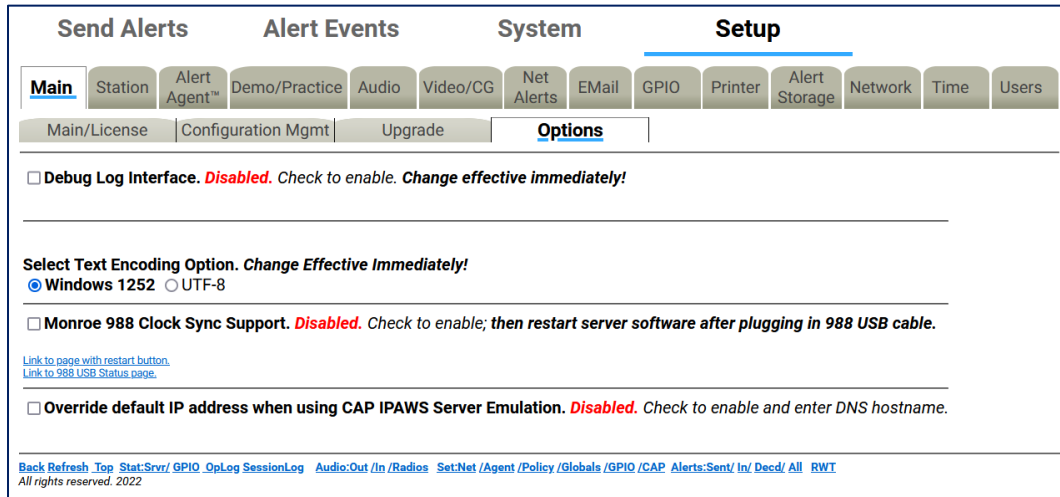 Send Alerts Alert Events System Setup
Main Station Alert Agent™ Demo/Practice Audio Video/CG Net Alerts EMail GPIO Printer Alert Storage Network Time Users
Main/License Configuration Mgmt Upgrade Options
Debug Log Interface. Disabled. Check to enable. Change effective immediately!
Select Text Encoding Option. Change Effective Immediately!
Windows 1252 UTF-8
Monroe 988 Clock Sync Support. Disabled. Check to enable; then restart server software after plugging in 988 USB cable.
Link to page with restart button.
Link to 988 USB Status page.
Override default IP address when using CAP IPAWS Server Emulation. Disabled. Check to enable and enter DNS hostname.
Back Refresh Top Stat:Srvr/ GPIO OpLog SessionLog Audio:Out /In /Radios Set:Net /Agent /Policy /Globals /GPIO /CAP Alerts:Sent/ In/ Decd/ All RWT
All rights reserved. 2022